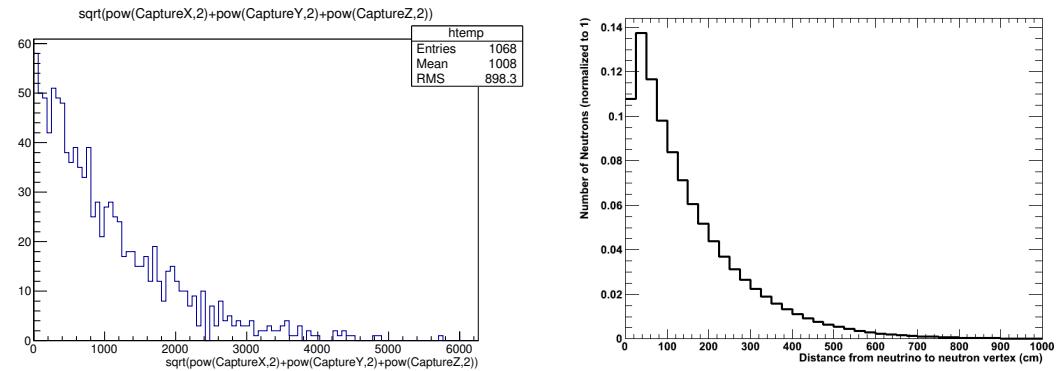 sqrt(pow(CaptureX,2)+pow(CaptureY,2)+pow(CaptureZ,2))
htemp
Entries 1068
Mean 1008
RMS 898.3
60
50
40
30
20
10
0
0 1000 2000 3000 4000 5000 6000
sqrt(pow(CaptureX,2)+pow(CaptureY,2)+pow(CaptureZ,2))
Number of Neutrons (normalized to 1)
0.14
0.12
0.1
0.08
0.06
0.04
0.02
0
0 100 200 300 400 500 600 700 800 900 1000
Distance from neutrino to neutron vertex (cm)